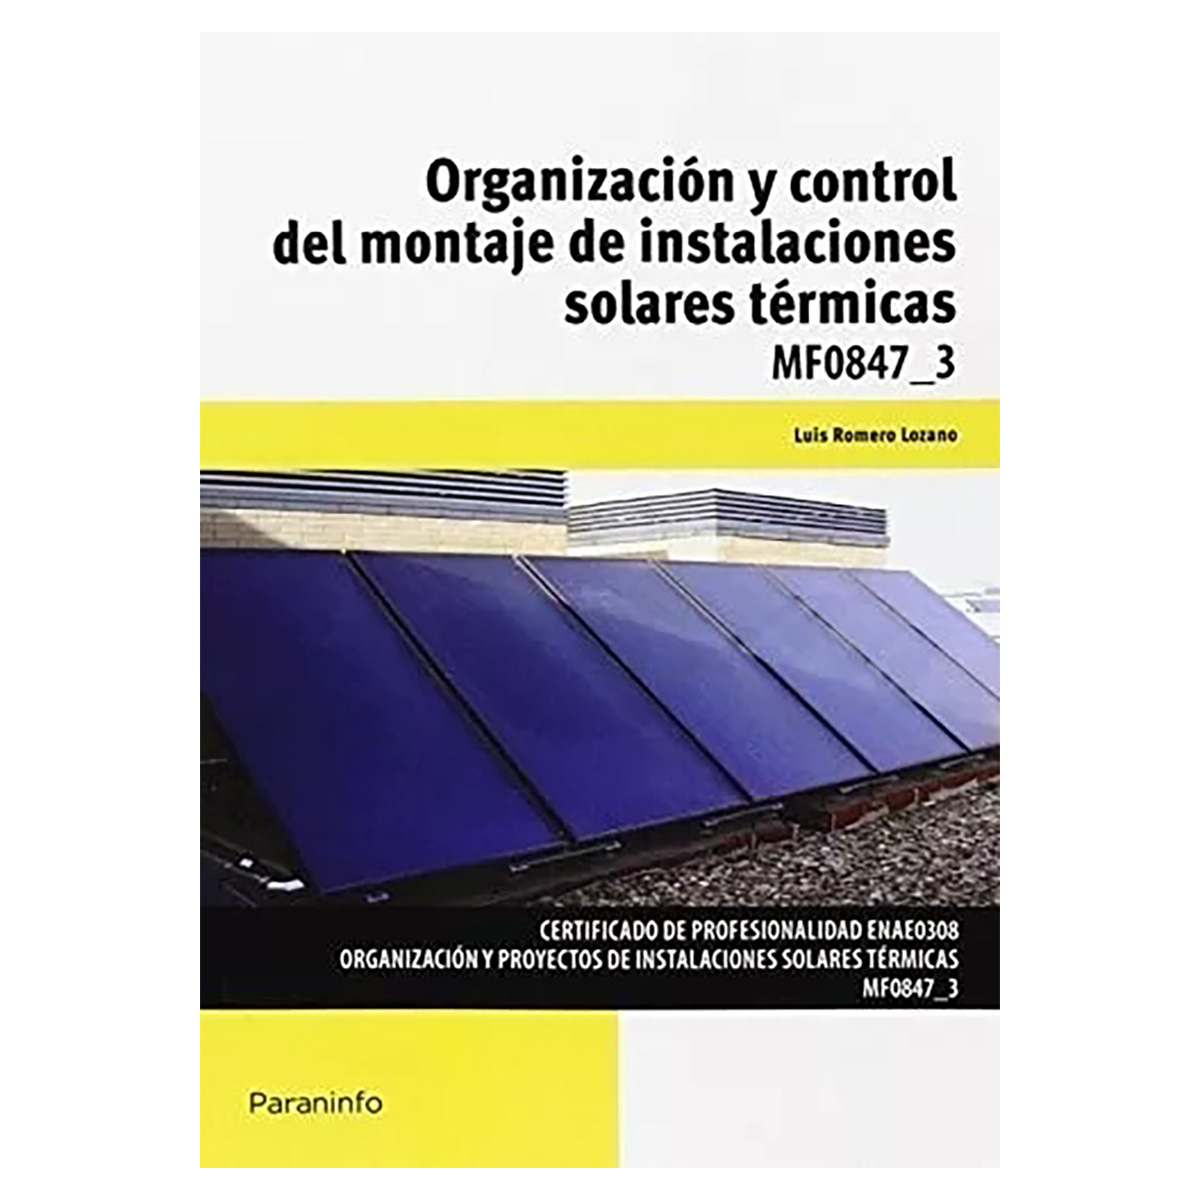 Organización y control
del montaje de instalaciones
solares térmicas
MF0847_3
Luis Romero Lozano
CERTIFICADO DE PROFESIONALIDAD ENAE0308
ORGANIZACIÓN Y PROYECTOS DE INSTALACIONES SOLARES TÉRMICAS
MF0847_3
Paraninfo